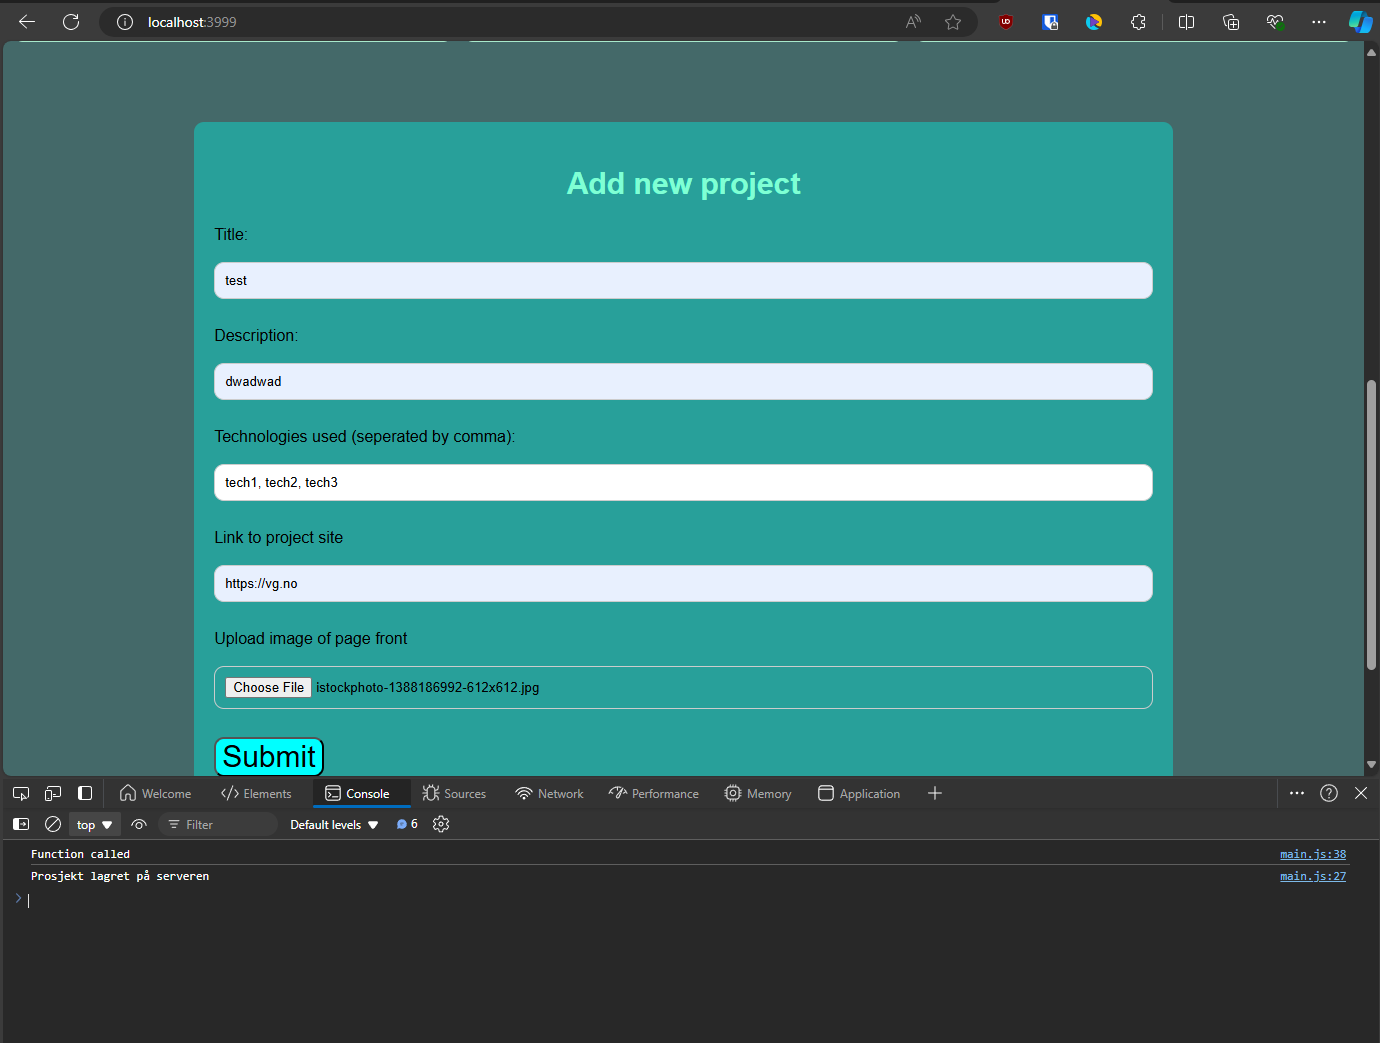 localhost:3999
Add new project
Title:
test
Description:
dwadwad
Technologies used (seperated by comma):
tech1, tech2, tech3
Link to project site
https://vg.no
Upload image of page front
Choose File istockphoto-1388186992-612x612.jpg
Submit
Welcome Elements Console Sources Network Performance Memory Application
top Filter Default levels 6
Function called main.js:38
Prosjekt lagret på serveren main.js:27